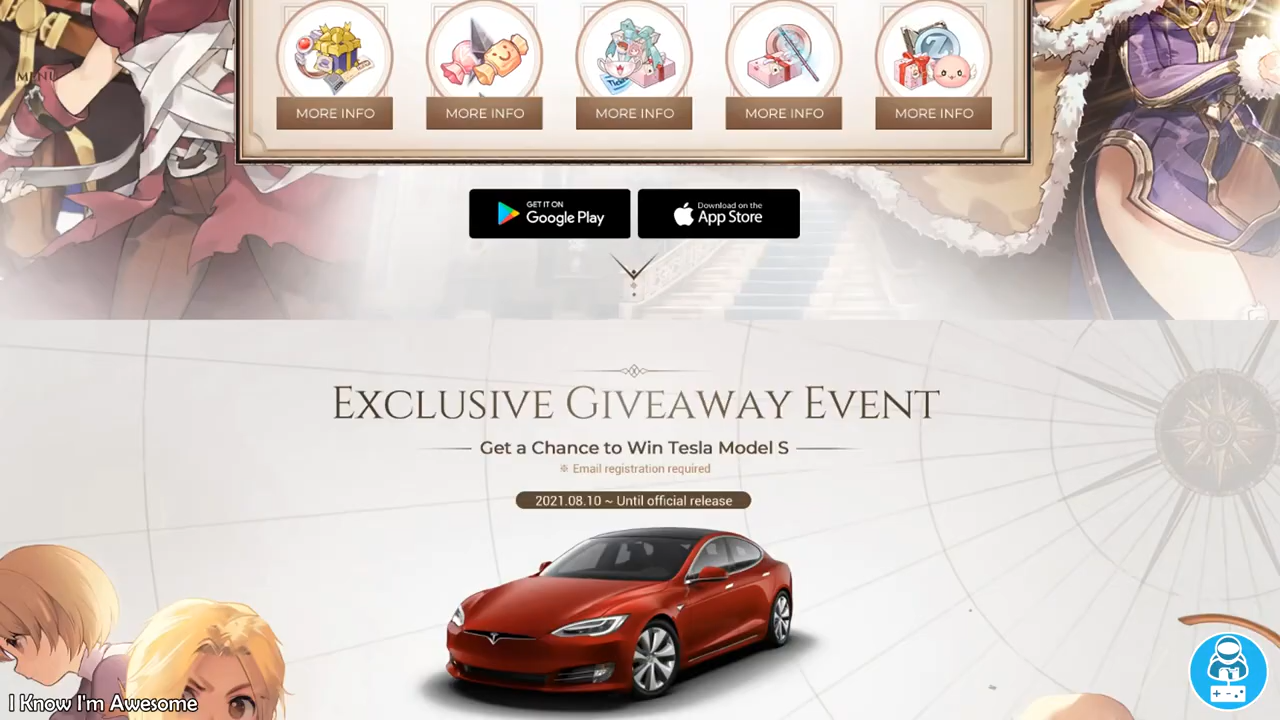 MENU
MORE INFO
MORE INFO
MORE INFO
MORE INFO
MORE INFO
GET IT ON
Google Play
Download on the
App Store
EXCLUSIVE GIVEAWAY EVENT
Get a Chance to Win Tesla Model S
※ Email registration required
2021.08.10 ~ Until official release
I Know I'm Awesome